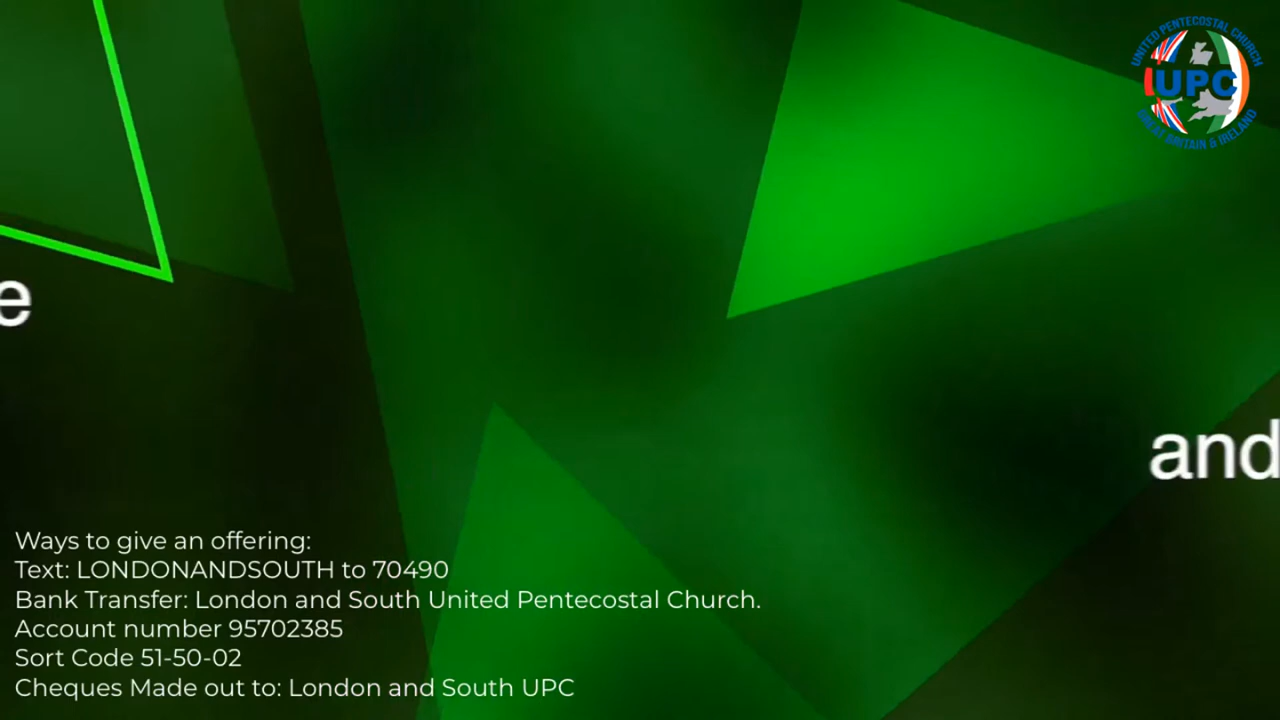 UNITED PENTECOSTAL CHURCH
UPC
GREAT BRITAIN & IRELAND
e
and
Ways to give an offering:
Text: LONDONANDSOUTH to 70490
Bank Transfer: London and South United Pentecostal Church.
Account number 95702385
Sort Code 51-50-02
Cheques Made out to: London and South UPC